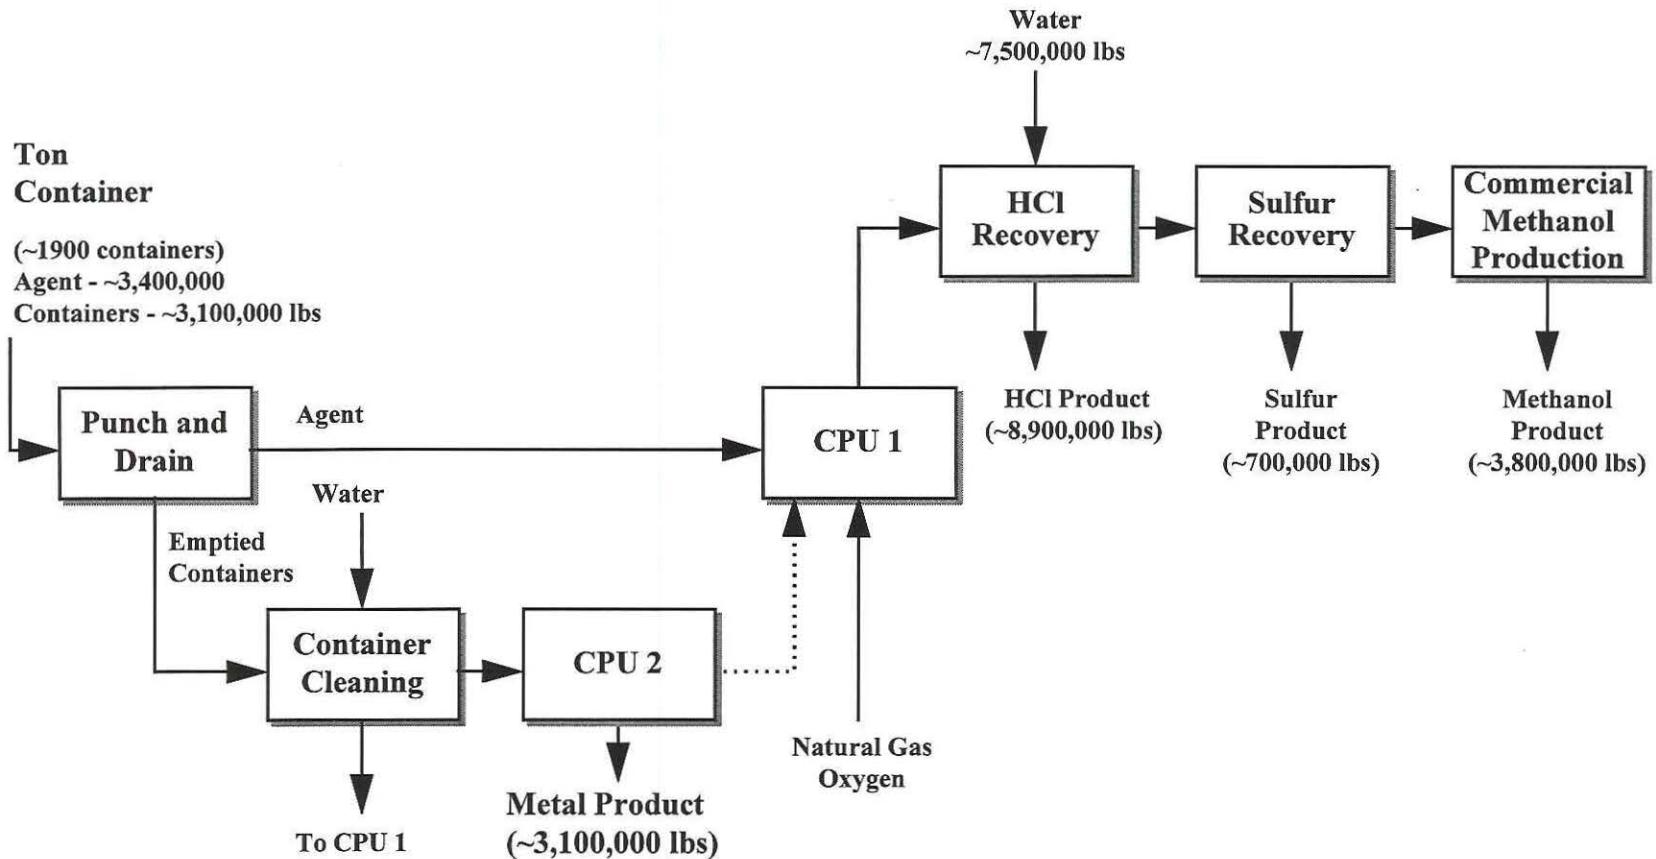 Water
~7,500,000 lbs
Ton
Container
(~1900 containers)
Agent - ~3,400,000
Containers - ~3,100,000 lbs
HCl
Recovery
Sulfur
Recovery
Commercial
Methanol
Production
HCl Product
(~8,900,000 lbs)
Sulfur
Product
(~700,000 lbs)
Methanol
Product
(~3,800,000 lbs)
Punch and
Drain
Agent
CPU 1
Water
Emptied
Containers
Container
Cleaning
CPU 2
Natural Gas
Oxygen
To CPU 1
Metal Product
(~3,100,000 lbs)